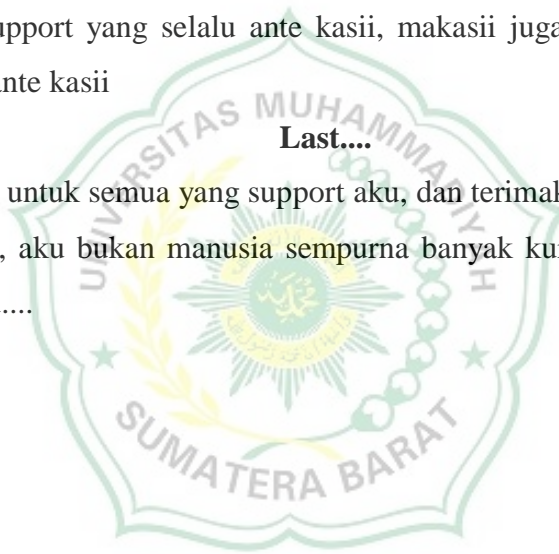 upport yang selalu ante kasii, makasii juga
ante kasii
Last....
untuk semua yang support aku, dan terimak
, aku bukan manusia sempurna banyak ku
....
UNIVERSITAS MUHAMMADIYAH
SUMATERA BARAT